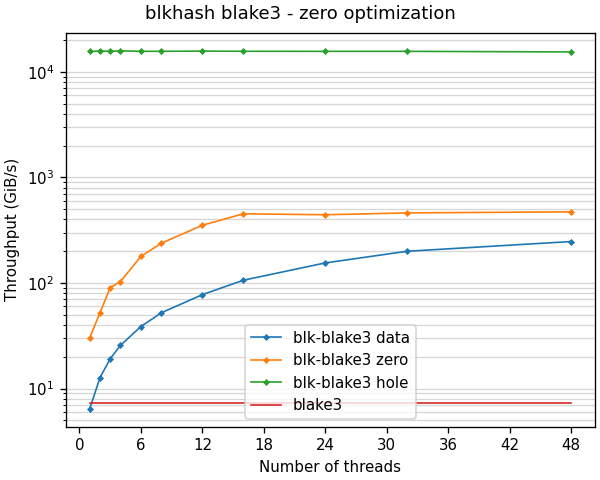 blkhash blake3 - zero optimization
Throughput (GiB/s)
10⁴
10³
10²
10¹
blk-blake3 data
blk-blake3 zero
blk-blake3 hole
blake3
0 6 12 18 24 30 36 42 48
Number of threads